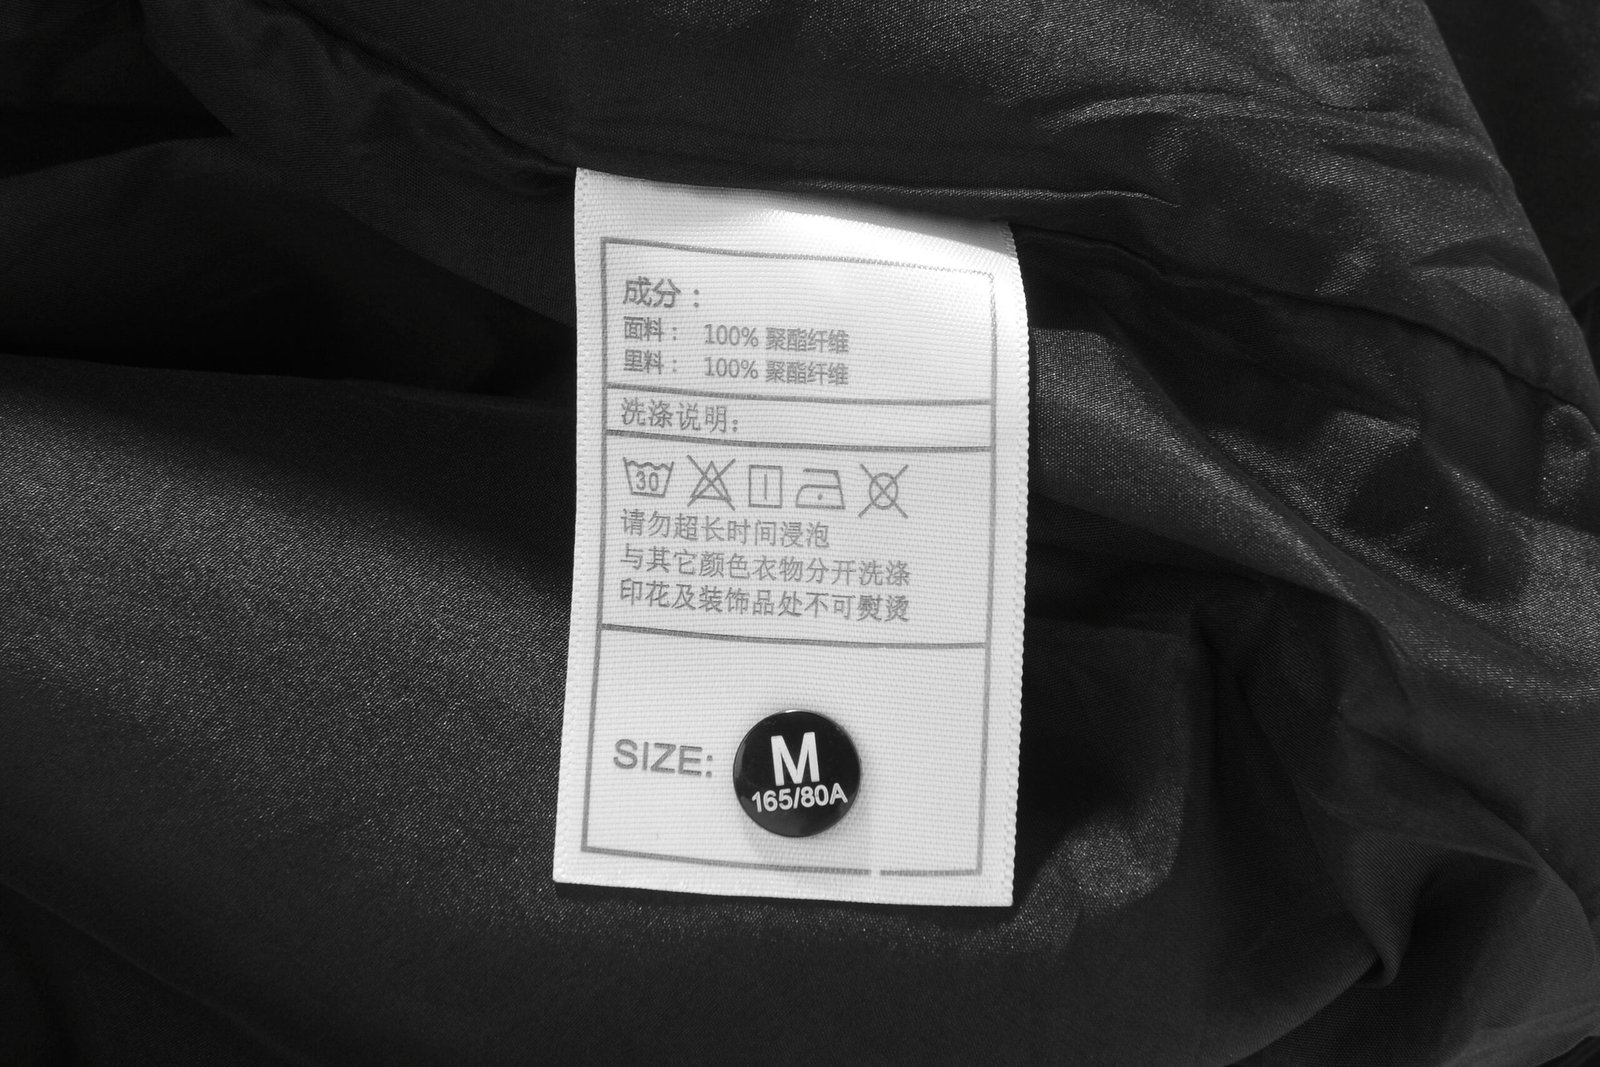 成分：
面料： 100% 聚酯纤维
里料： 100% 聚酯纤维
洗涤说明：
30
请勿超长时间浸泡
与其它颜色衣物分开洗涤
印花及装饰品处不可熨烫
SIZE: M
165/80A